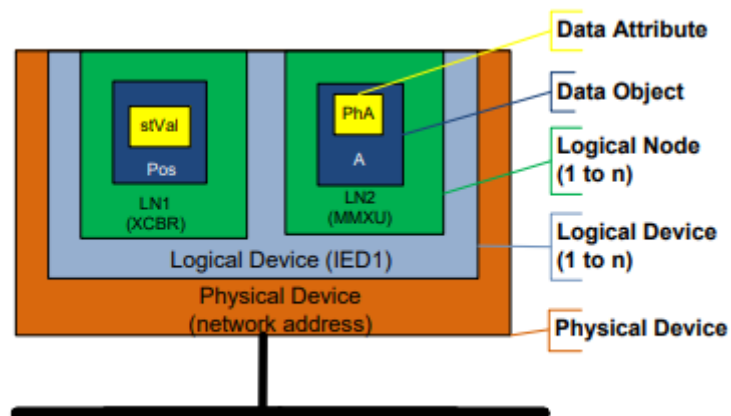 Data Attribute
Data Object
Logical Node
(1 to n)
Logical Device
(1 to n)
Physical Device
stVal
Pos
LN1
(XCBR)
PhA
A
LN2
(MMXU)
Logical Device (IED1)
Physical Device
(network address)